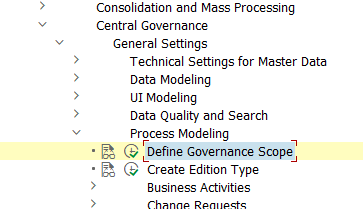 Consolidation and Mass Processing
Central Governance
General Settings
Technical Settings for Master Data
Data Modeling
UI Modeling
Data Quality and Search
Process Modeling
Define Governance Scope
Create Edition Type
Business Activities
Change Requests